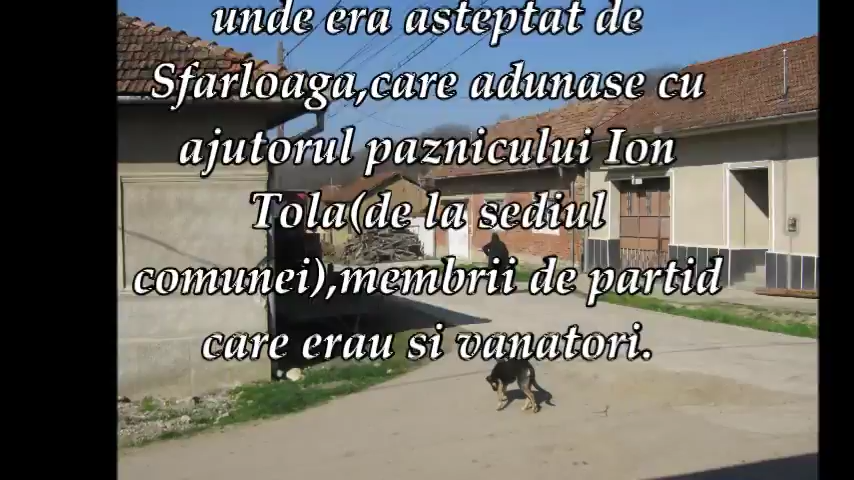 unde era asteptat de
Sfarloaga,care adunase cu
ajutorul paznicului Ion
Tola(de la sediul
comunei),membrii de partid
care erau si vanatori.